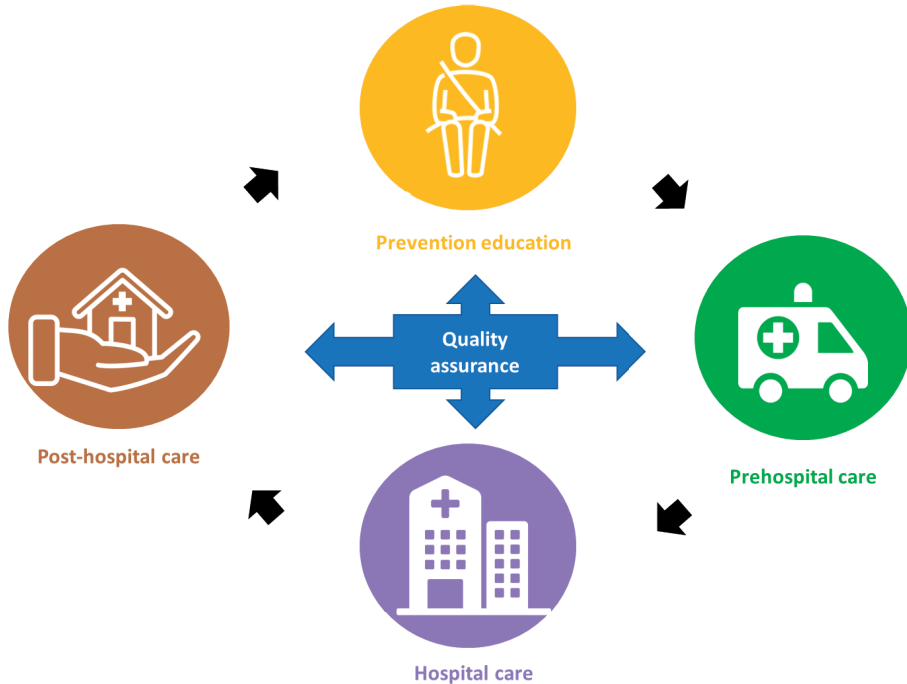 Prevention education
Quality
assurance
Post-hospital care
Prehospital care
Hospital care